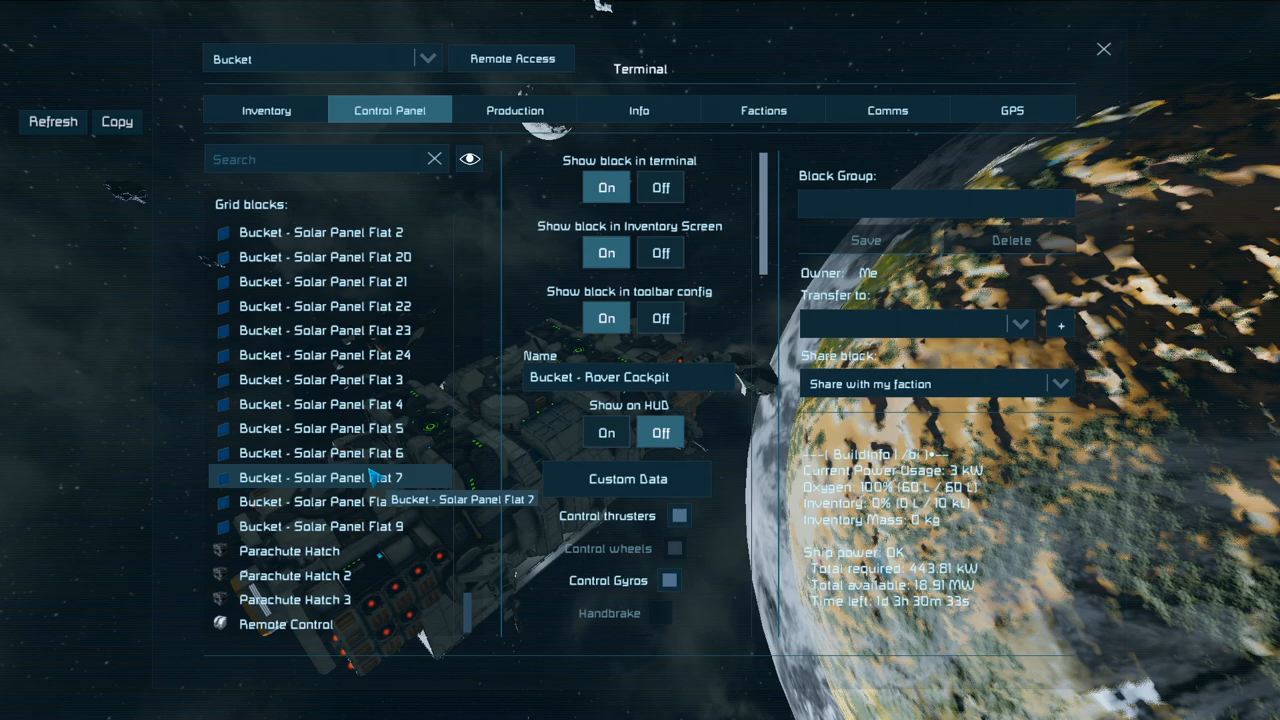 Bucket
Remote Access
Terminal
Refresh
Copy
Inventory
Control Panel
Production
Info
Factions
Comms
GPS
Search
Grid blocks:
Bucket - Solar Panel Flat 2
Bucket - Solar Panel Flat 20
Bucket - Solar Panel Flat 21
Bucket - Solar Panel Flat 22
Bucket - Solar Panel Flat 23
Bucket - Solar Panel Flat 24
Bucket - Solar Panel Flat 3
Bucket - Solar Panel Flat 4
Bucket - Solar Panel Flat 5
Bucket - Solar Panel Flat 6
Bucket - Solar Panel Flat 7
Bucket - Solar Panel Fla
Bucket - Solar Panel Flat 7
Bucket - Solar Panel Flat 9
Parachute Hatch
Parachute Hatch 2
Parachute Hatch 3
Remote Control
Show block in terminal
On Off
Show block in Inventory Screen
On Off
Show block in toolbar config
On Off
Name
Bucket - Rover Cockpit
Show on HUD
On Off
Custom Data
Control thrusters
Control wheels
Control Gyros
Handbrake
Block Group:
Save Delete
Owner: Me
Transfer to:
+
Share block:
Share with my faction
---( BuildInfo | /bi )•--
Current Power Usage: 3 kW
Oxygen: 100% (60 L / 60 L)
Inventory: 0% (0 L / 10 kL)
Inventory Mass: 0 kg
Ship power: OK
Total required: 443.81 kW
Total available: 18.91 MW
Time left: 1d 3h 30m 33s